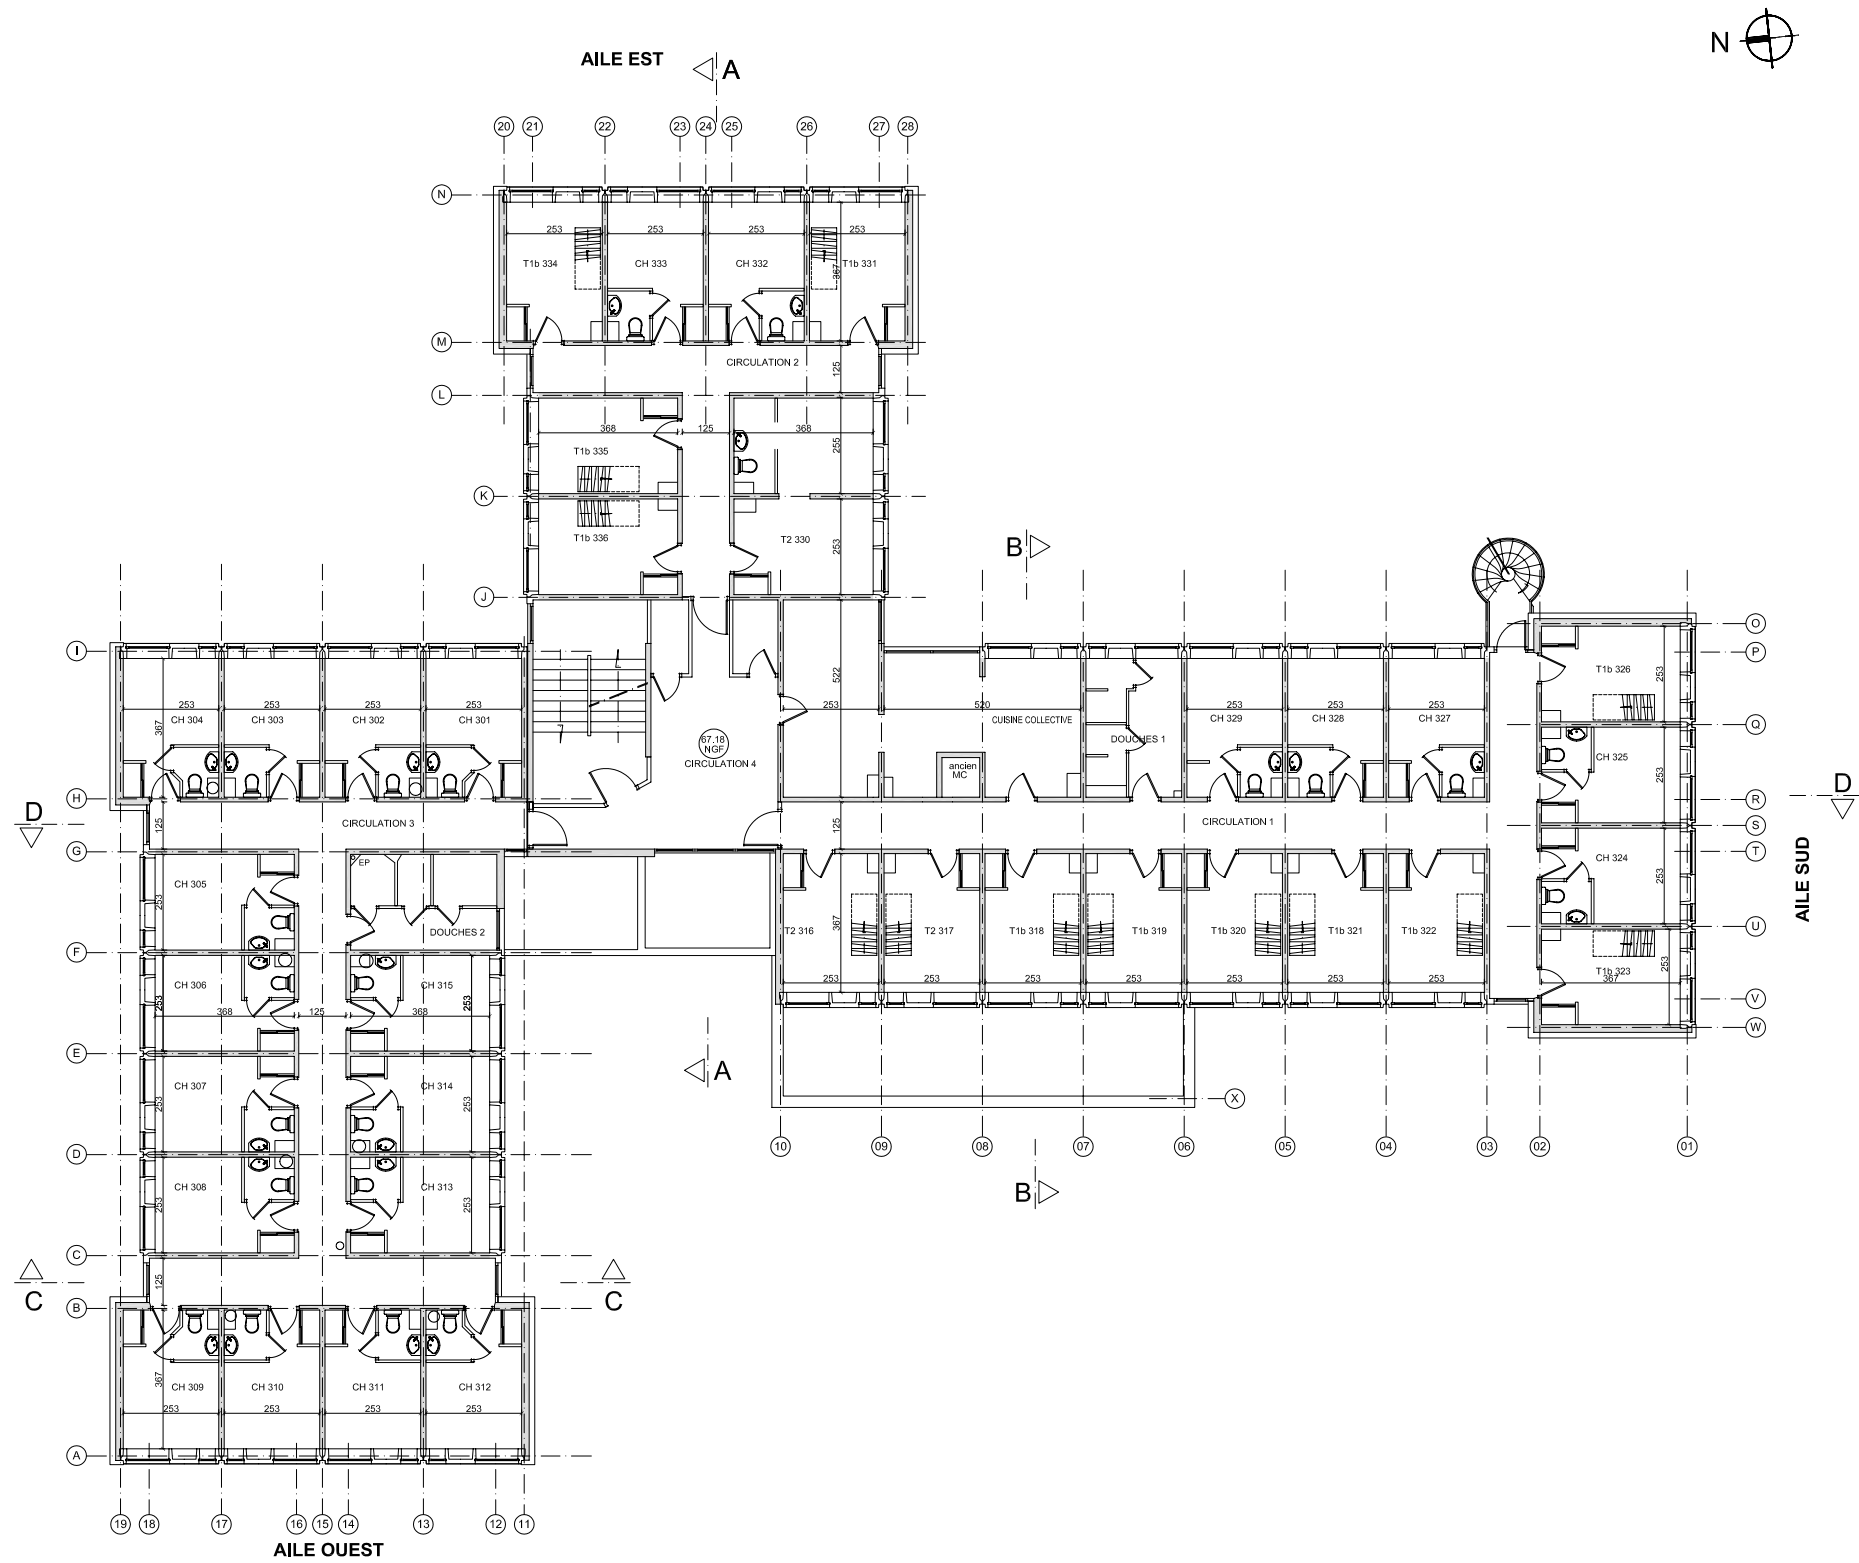 N
AILE EST
A
20 21 22 23 24 25 26 27 28
N
253 253 253 253
T1b 334 CH 333 CH 332 T1b 331
367
M
CIRCULATION 2
125
L
368 125 368
T1b 335
255
K
T1b 336
T2 330
253
B
J
O
I
P
T1b 326
253
522
253 253 253 253
253
520
253 253 253
CH 304 CH 303 CH 302 CH 301
CUISINE COLLECTIVE
CH 329 CH 328 CH 327
Q
367
67.18
NGF
CIRCULATION 4
DOUCHES 1
ancien
MC
CH 325
253
H
R
D
D
CIRCULATION 3
125
125
CIRCULATION 1
S
G
T
EP
CH 305
253
CH 324
253
AILE SUD
DOUCHES 2
T2 316 T2 317 T1b 318 T1b 319 T1b 320 T1b 321 T1b 322
367
U
F
CH 306
CH 315
T1b 323
253
367
253 253 253 253 253 253 253
253
253
V
368 125 368
W
E
A
CH 307
CH 314
253
253
X
10 09 08 07 06 05 04 03 02 01
D
CH 308
CH 313
253
253
B
C
125
C
C
B
367
CH 309 CH 310 CH 311 CH 312
253 253 253 253
A
19 18 17 16 15 14 13 12 11
AILE OUEST